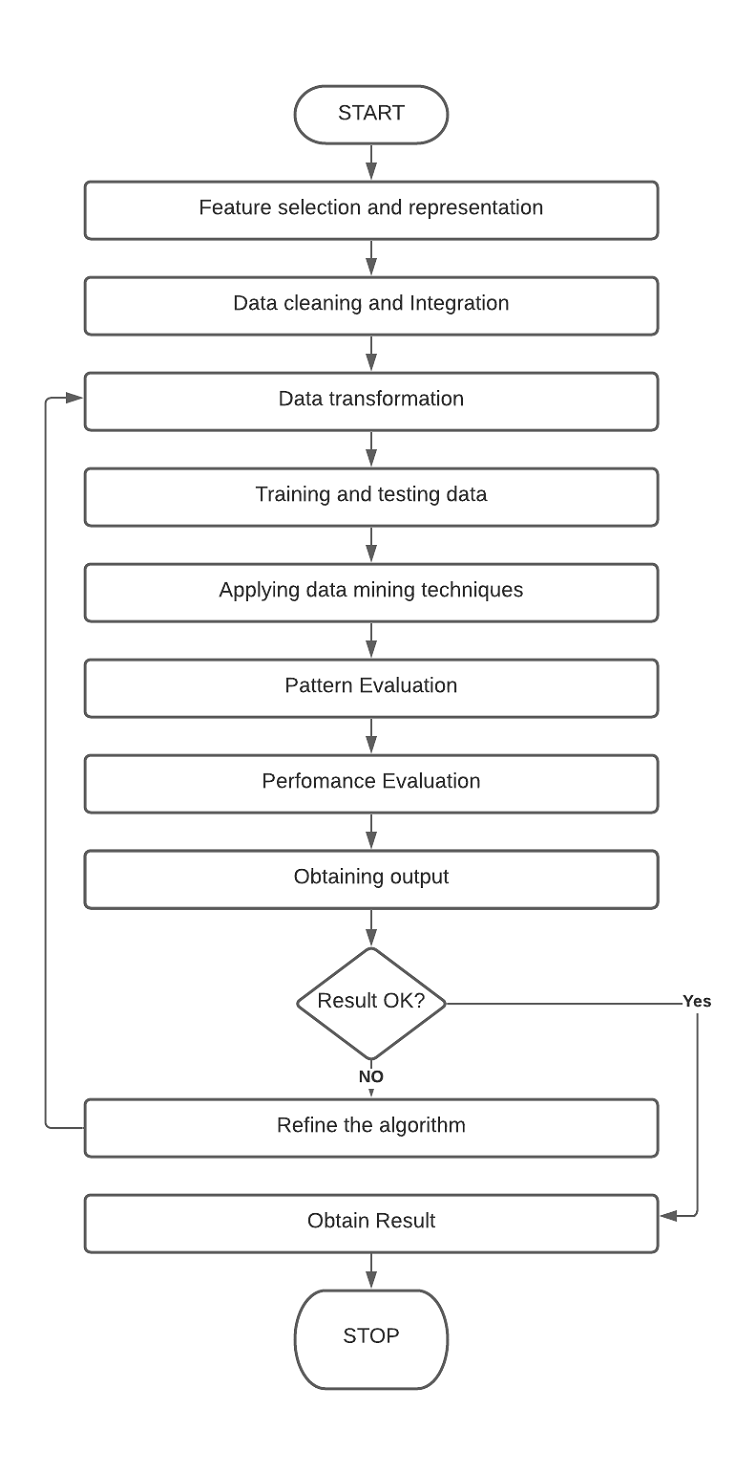 START
Feature selection and representation
Data cleaning and Integration
Data transformation
Training and testing data
Applying data mining techniques
Pattern Evaluation
Perfomance Evaluation
Obtaining output
Result OK?
Yes
NO
Refine the algorithm
Obtain Result
STOP